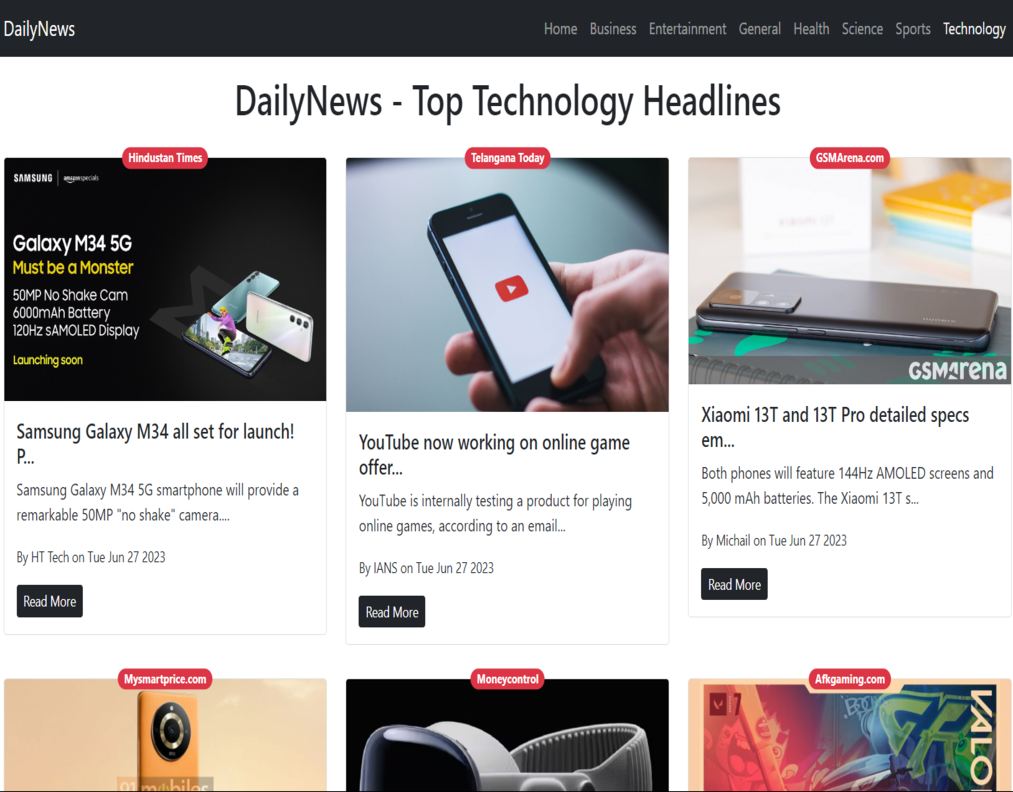 DailyNews
Home Business Entertainment General Health Science Sports Technology
DailyNews - Top Technology Headlines
Hindustan Times
SAMSUNG | amazonspecials
Galaxy M34 5G
Must be a Monster
50MP No Shake Cam
6000mAh Battery
120Hz sAMOLED Display
Launching soon
Samsung Galaxy M34 all set for launch!
P...
Samsung Galaxy M34 5G smartphone will provide a
remarkable 50MP "no shake" camera....
By HT Tech on Tue Jun 27 2023
Read More
Telangana Today
YouTube now working on online game
offer...
YouTube is internally testing a product for playing
online games, according to an email...
By IANS on Tue Jun 27 2023
Read More
GSMArena.com
GSMArena
Xiaomi 13T and 13T Pro detailed specs
em...
Both phones will feature 144Hz AMOLED screens and
5,000 mAh batteries. The Xiaomi 13T s...
By Michail on Tue Jun 27 2023
Read More
Mysmartprice.com
91mobiles
Moneycontrol
Afkgaming.com
VALO